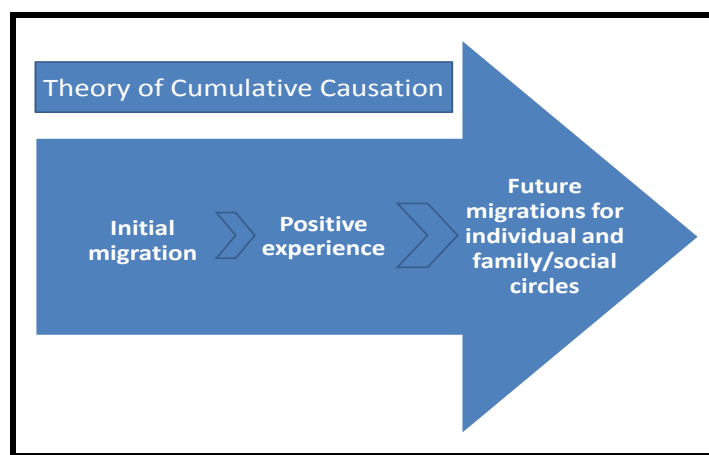 Theory of Cumulative Causation
Initial
migration
Positive
experience
Future
migrations for
individual and
family/social
circles